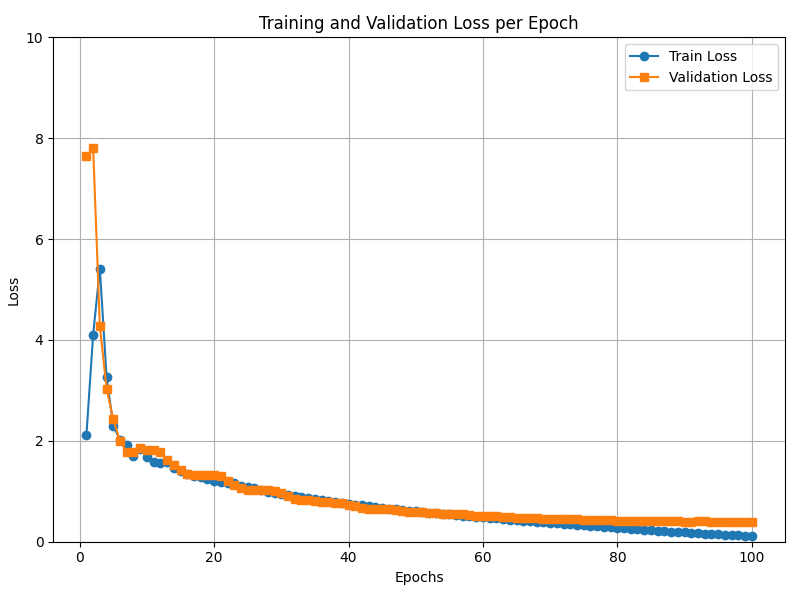 Training and Validation Loss per Epoch
Train Loss
Validation Loss
10
8
6
4
2
0
Loss
0 20 40 60 80 100
Epochs